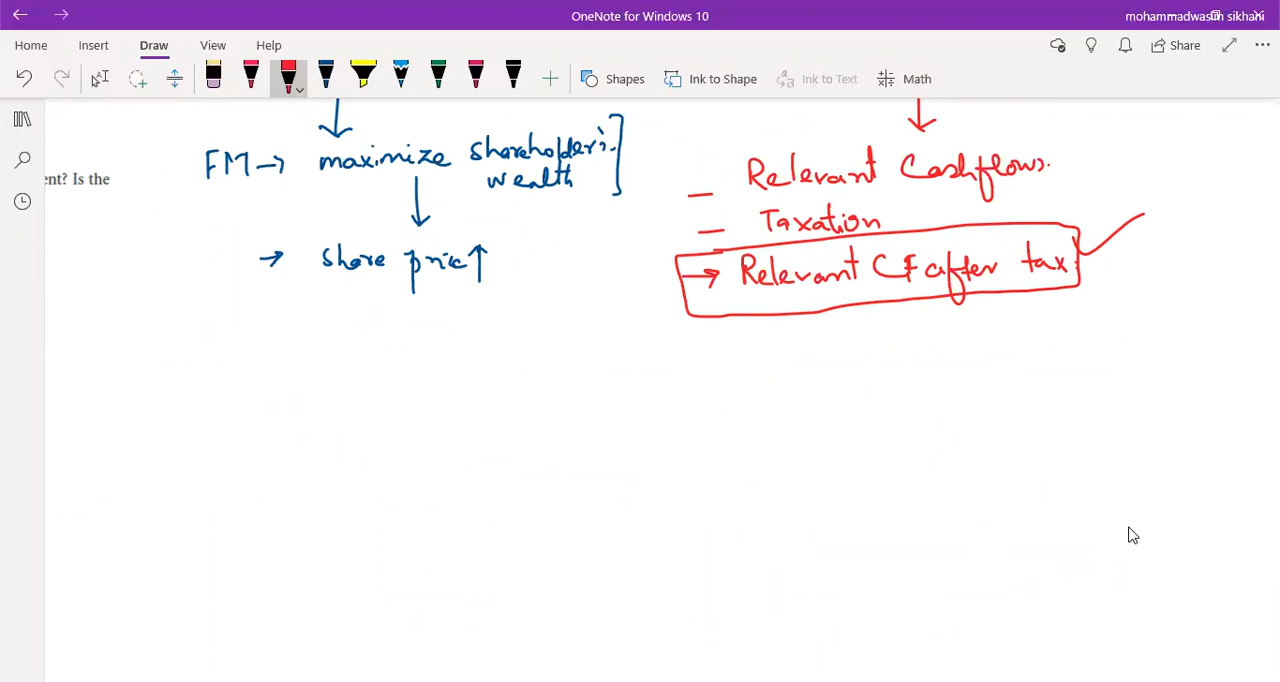 OneNote for Windows 10
mohammadwasim sikhani
Home Insert Draw View Help
Share
Shapes Ink to Shape Ink to Text Math
ent? Is the
FM → maximize shareholder's
wealth
→ share price ↑
Relevant Cashflows.
— Taxation
→ Relevant CF after tax